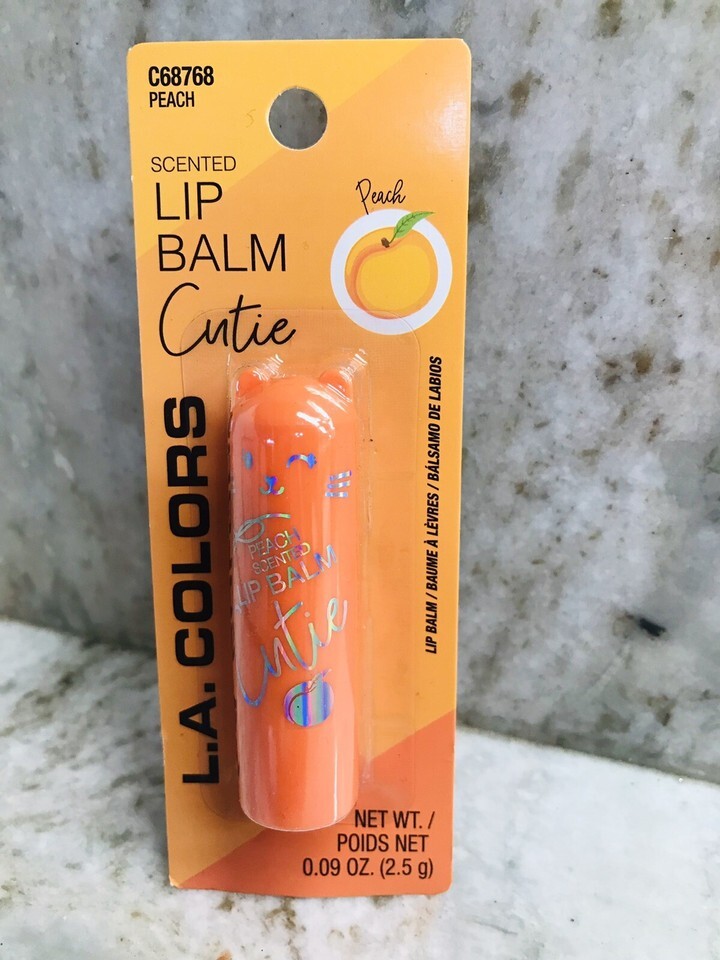 C68768
PEACH
SCENTED
LIP
BALM
Cutie
Peach
L.A. COLORS
LIP BALM / BAUME À LÈVRES / BÁLSAMO DE LABIOS
PEACH
SCENTED
LIP BALM
Cutie
NET WT. /
POIDS NET
0.09 OZ. (2.5 g)